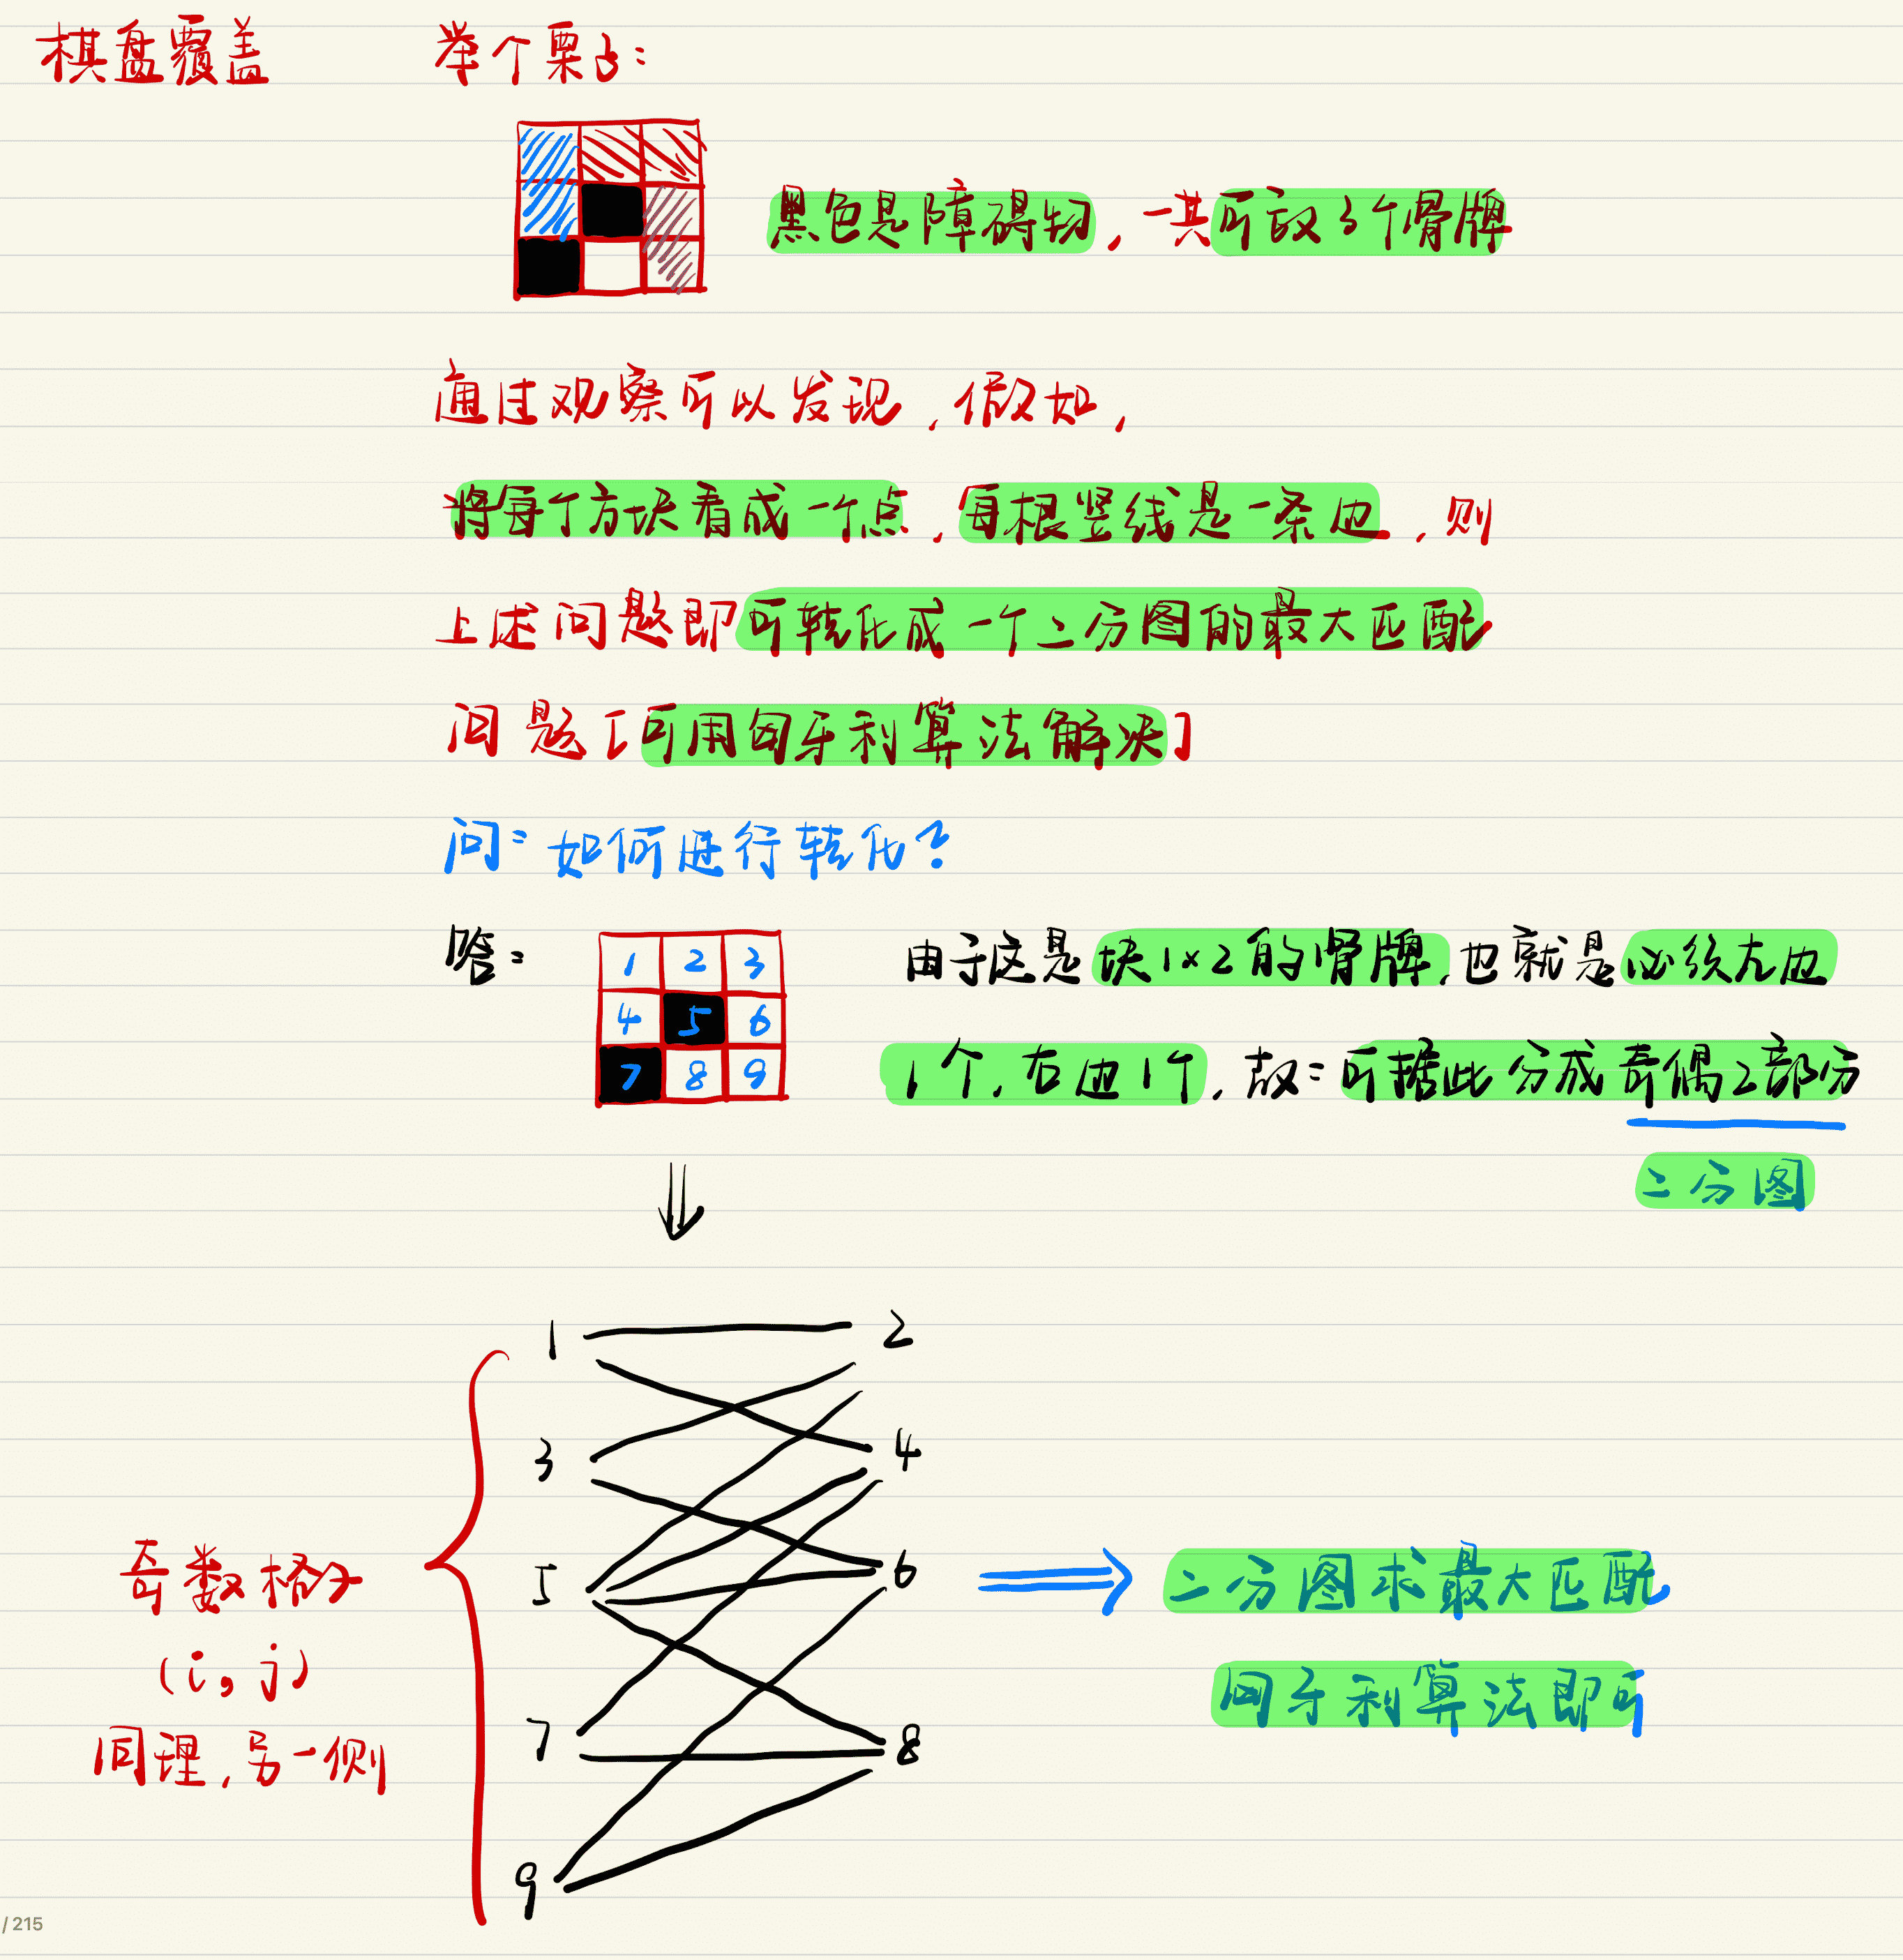 棋盘覆盖
举个栗子:
黑色是障碍物,一共可放3个骨牌
通过观察可以发现,假如,
将每个方块看成一个点,每根竖线是一条边,则
上述问题即可转化成一个二分图的最大匹配
问题[可用匈牙利算法解决]
问:如何进行转化?
答:
1 2 3
4 5 6
7 8 9
由于这是块1×2的骨牌,也就是必须左边
1个,右边1个,故:可据此分成奇偶2部分
二分图
1 2
3 4
5 6
7 8
9
奇数格子
(i,j)
同理,另一侧
二分图求最大匹配
匈牙利算法即可
/ 215